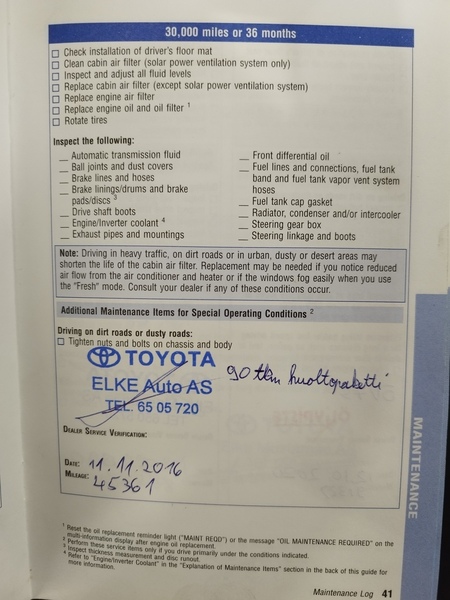 30,000 miles or 36 months
Check installation of driver's floor mat
Clean cabin air filter (solar power ventilation system only)
Inspect and adjust all fluid levels
Replace cabin air filter (except solar power ventilation system)
Replace engine air filter
Replace engine oil and oil filter 1
Rotate tires
Inspect the following:
__ Automatic transmission fluid
__ Ball joints and dust covers
__ Brake lines and hoses
__ Brake linings/drums and brake
pads/discs 3
__ Drive shaft boots
__ Engine/Inverter coolant 4
__ Exhaust pipes and mountings
__ Front differential oil
__ Fuel lines and connections, fuel tank
band and fuel tank vapor vent system
hoses
__ Fuel tank cap gasket
__ Radiator, condenser and/or intercooler
__ Steering gear box
__ Steering linkage and boots
Note: Driving in heavy traffic, on dirt roads or in urban, dusty or desert areas may
shorten the life of the cabin air filter. Replacement may be needed if you notice reduced
air flow from the air conditioner and heater or if the windows fog easily when you use
the "Fresh" mode. Consult your dealer if any of these conditions occur.
Additional Maintenance Items for Special Operating Conditions 2
Driving on dirt roads or dusty roads:
Tighten nuts and bolts on chassis and body
TOYOTA
ELKE Auto AS
TEL. 65 05 720
90 tkm huoltopaketti
DEALER SERVICE VERIFICATION:
DATE: 11.11.2016
MILEAGE: 45361
1 Reset the oil replacement reminder light ("MAINT REQD") or the message "OIL MAINTENANCE REQUIRED" on the
multi-information display after engine oil replacement.
2 Perform these service items only if you drive primarily under the conditions indicated.
3 Inspect thickness measurement and disc runout.
4 Refer to "Engine/Inverter Coolant" in the "Explanation of Maintenance Items" section in the back of this guide for
more information.
Maintenance Log 41
MAINTENANCE